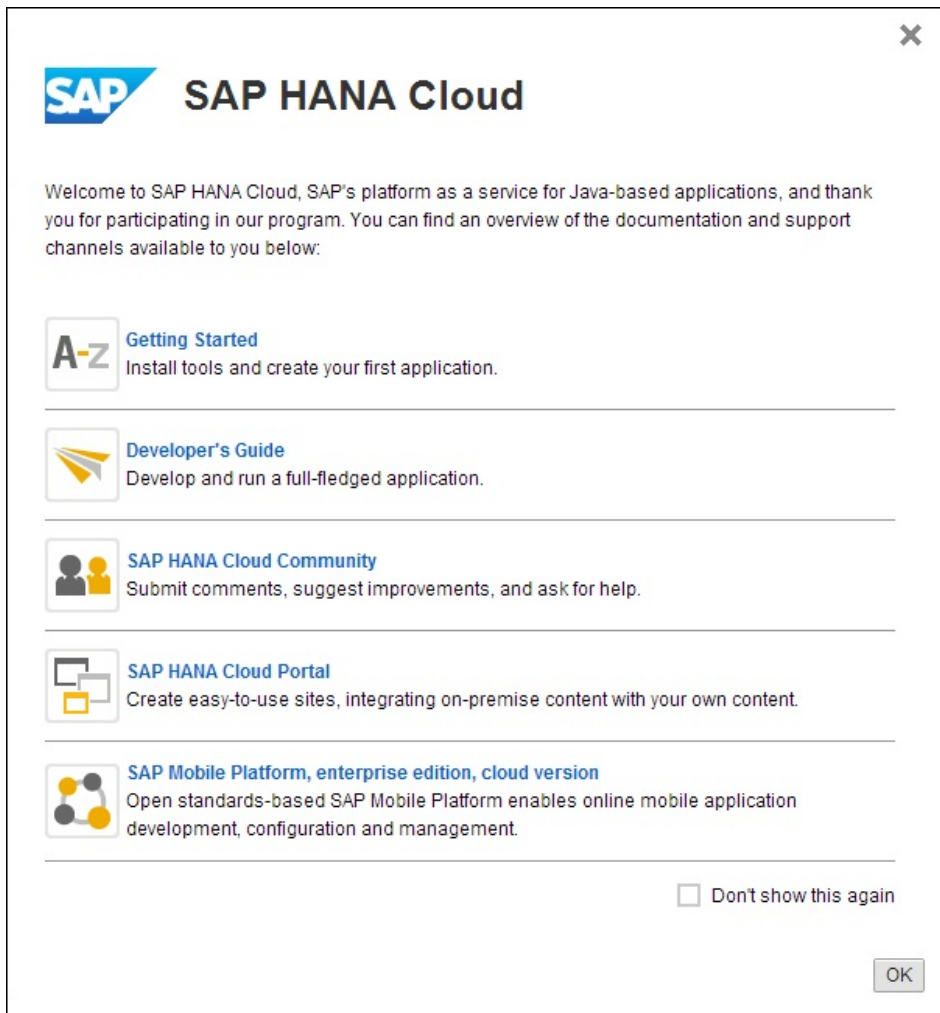 SAP SAP HANA Cloud
Welcome to SAP HANA Cloud, SAP's platform as a service for Java-based applications, and thank
you for participating in our program. You can find an overview of the documentation and support
channels available to you below:
A-z
Getting Started
Install tools and create your first application.
Developer's Guide
Develop and run a full-fledged application.
SAP HANA Cloud Community
Submit comments, suggest improvements, and ask for help.
SAP HANA Cloud Portal
Create easy-to-use sites, integrating on-premise content with your own content.
SAP Mobile Platform, enterprise edition, cloud version
Open standards-based SAP Mobile Platform enables online mobile application
development, configuration and management.
Don't show this again
OK